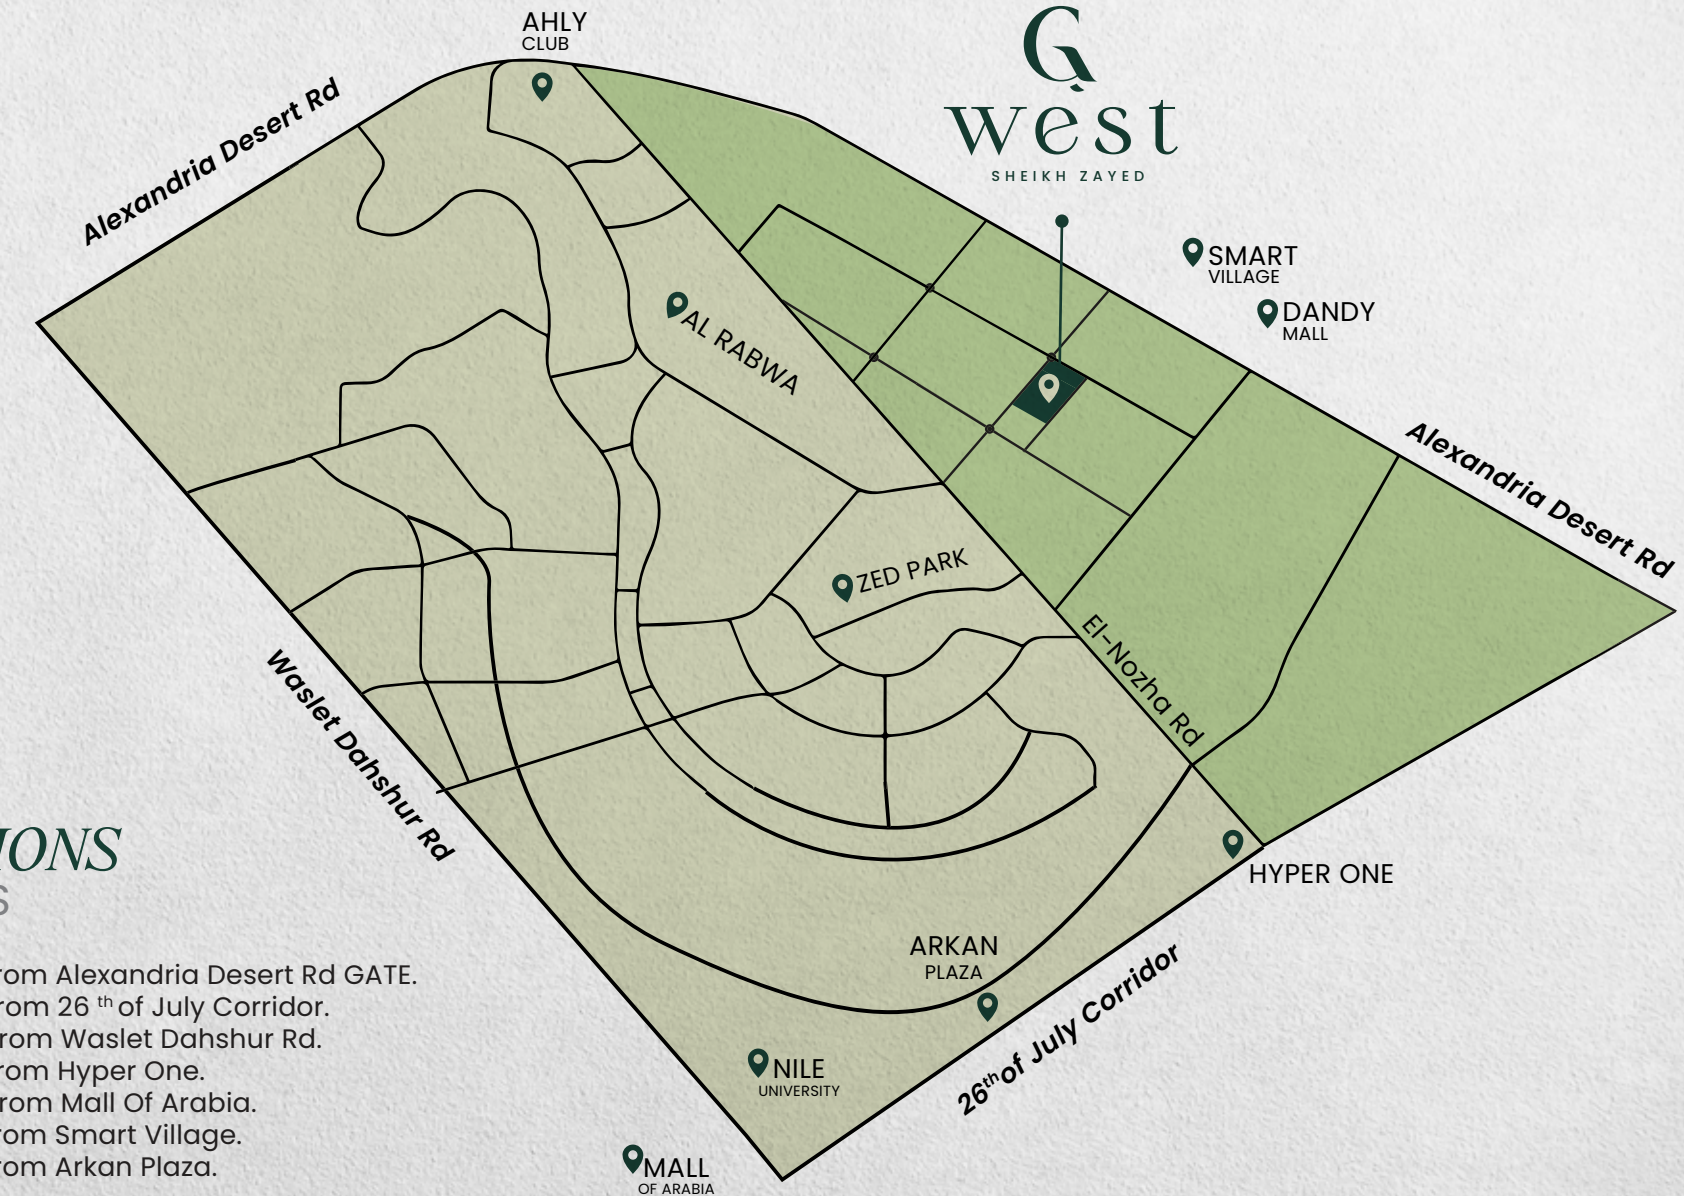 AHLY
CLUB
G
west
SHEIKH ZAYED
Alexandria Desert Rd
SMART
VILLAGE
DANDY
MALL
AL RABWA
Alexandria Desert Rd
ZED PARK
El-Nozha Rd
Waslet Dahshur Rd
HYPER ONE
ARKAN
PLAZA
26th of July Corridor
NILE
UNIVERSITY
MALL
OF ARABIA
IONS
S
rom Alexandria Desert Rd GATE.
rom 26 th of July Corridor.
rom Waslet Dahshur Rd.
rom Hyper One.
rom Mall Of Arabia.
rom Smart Village.
rom Arkan Plaza.